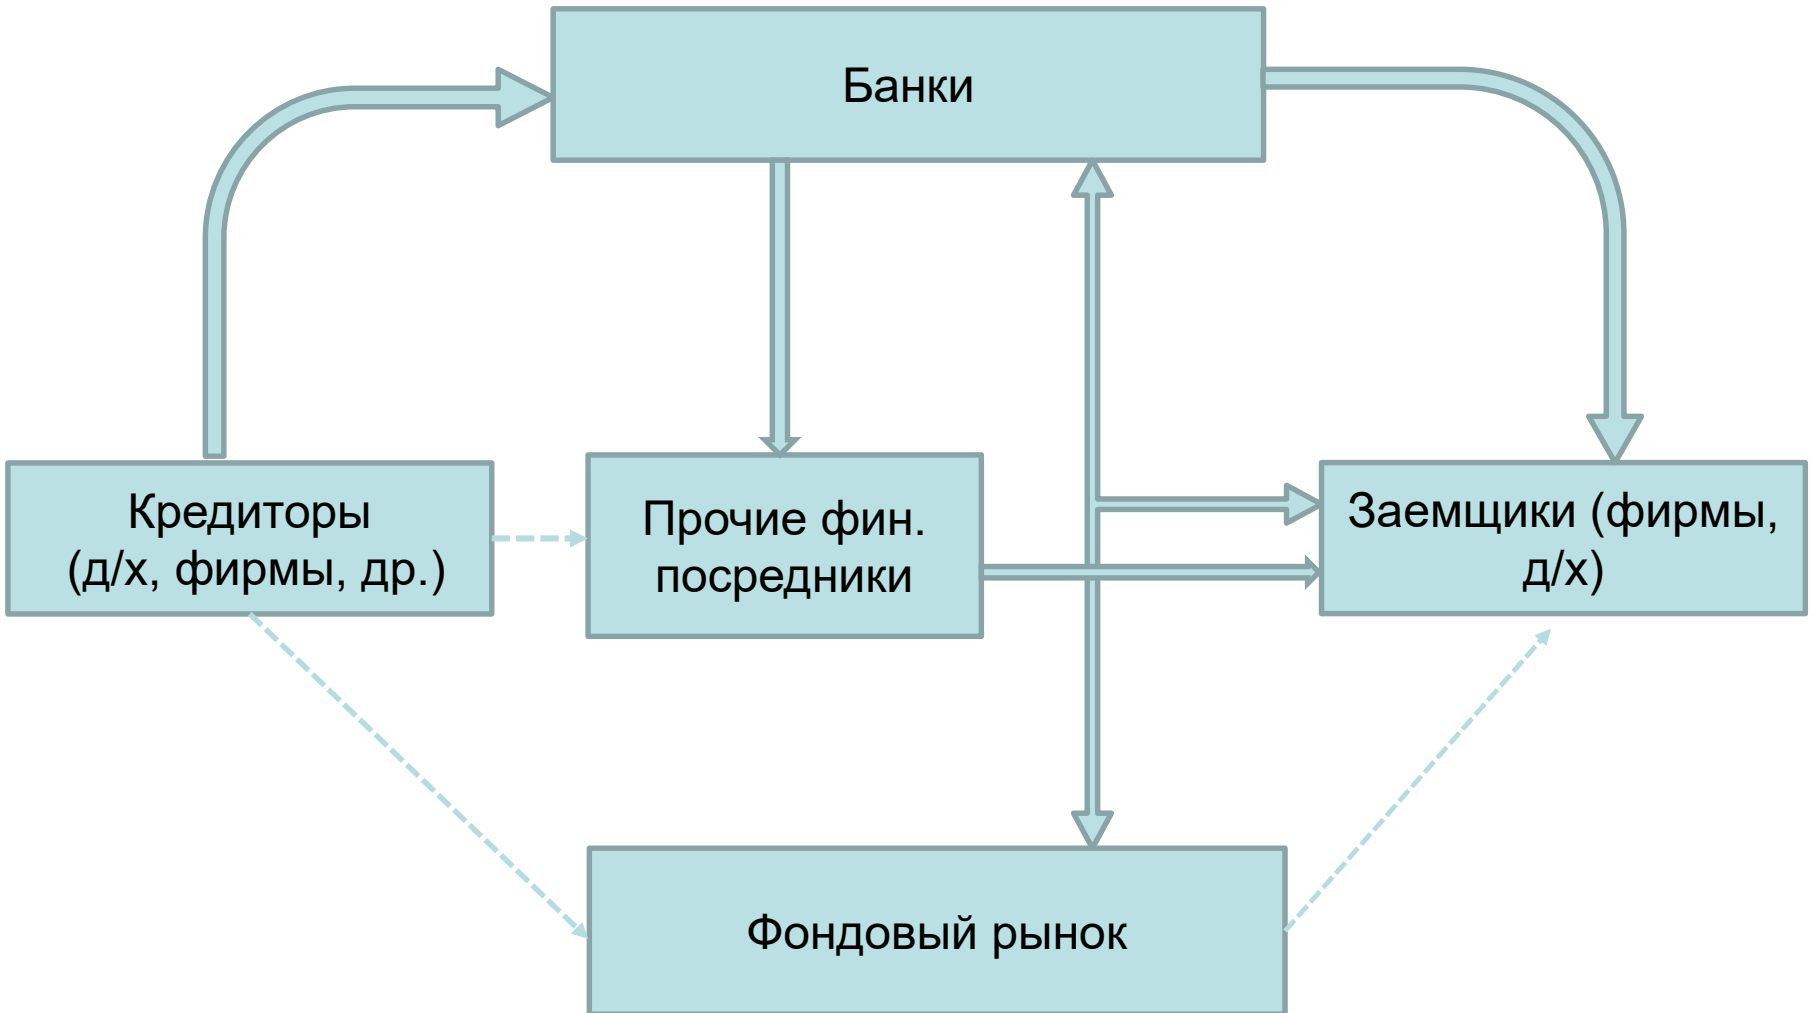 Банки
Кредиторы
(д/х, фирмы, др.)
Прочие фин.
посредники
Заемщики (фирмы,
д/х)
Фондовый рынок